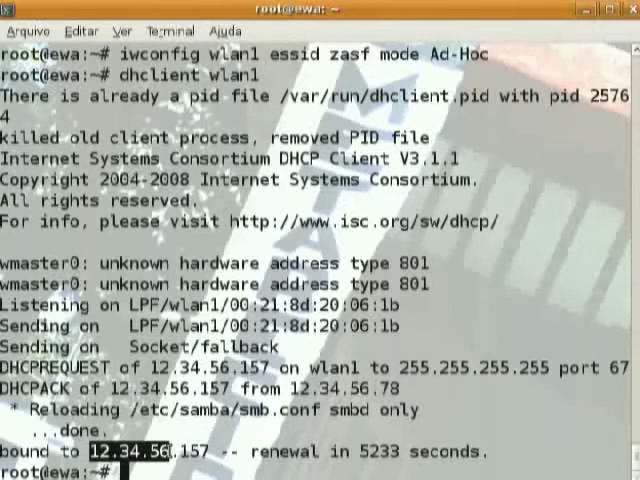 root@ewa: ~
Arquivo Editar Ver Terminal Ajuda
root@ewa:~# iwconfig wlan1 essid zasf mode Ad-Hoc
root@ewa:~# dhclient wlan1
There is already a pid file /var/run/dhclient.pid with pid 2576
4
killed old client process, removed PID file
Internet Systems Consortium DHCP Client V3.1.1
Copyright 2004-2008 Internet Systems Consortium.
All rights reserved.
For info, please visit http://www.isc.org/sw/dhcp/
wmaster0: unknown hardware address type 801
wmaster0: unknown hardware address type 801
Listening on LPF/wlan1/00:21:8d:20:06:1b
Sending on   LPF/wlan1/00:21:8d:20:06:1b
Sending on   Socket/fallback
DHCPREQUEST of 12.34.56.157 on wlan1 to 255.255.255.255 port 67
DHCPACK of 12.34.56.157 from 12.34.56.78
 * Reloading /etc/samba/smb.conf smbd only
   ...done.
bound to 12.34.56.157 -- renewal in 5233 seconds.
root@ewa:~#